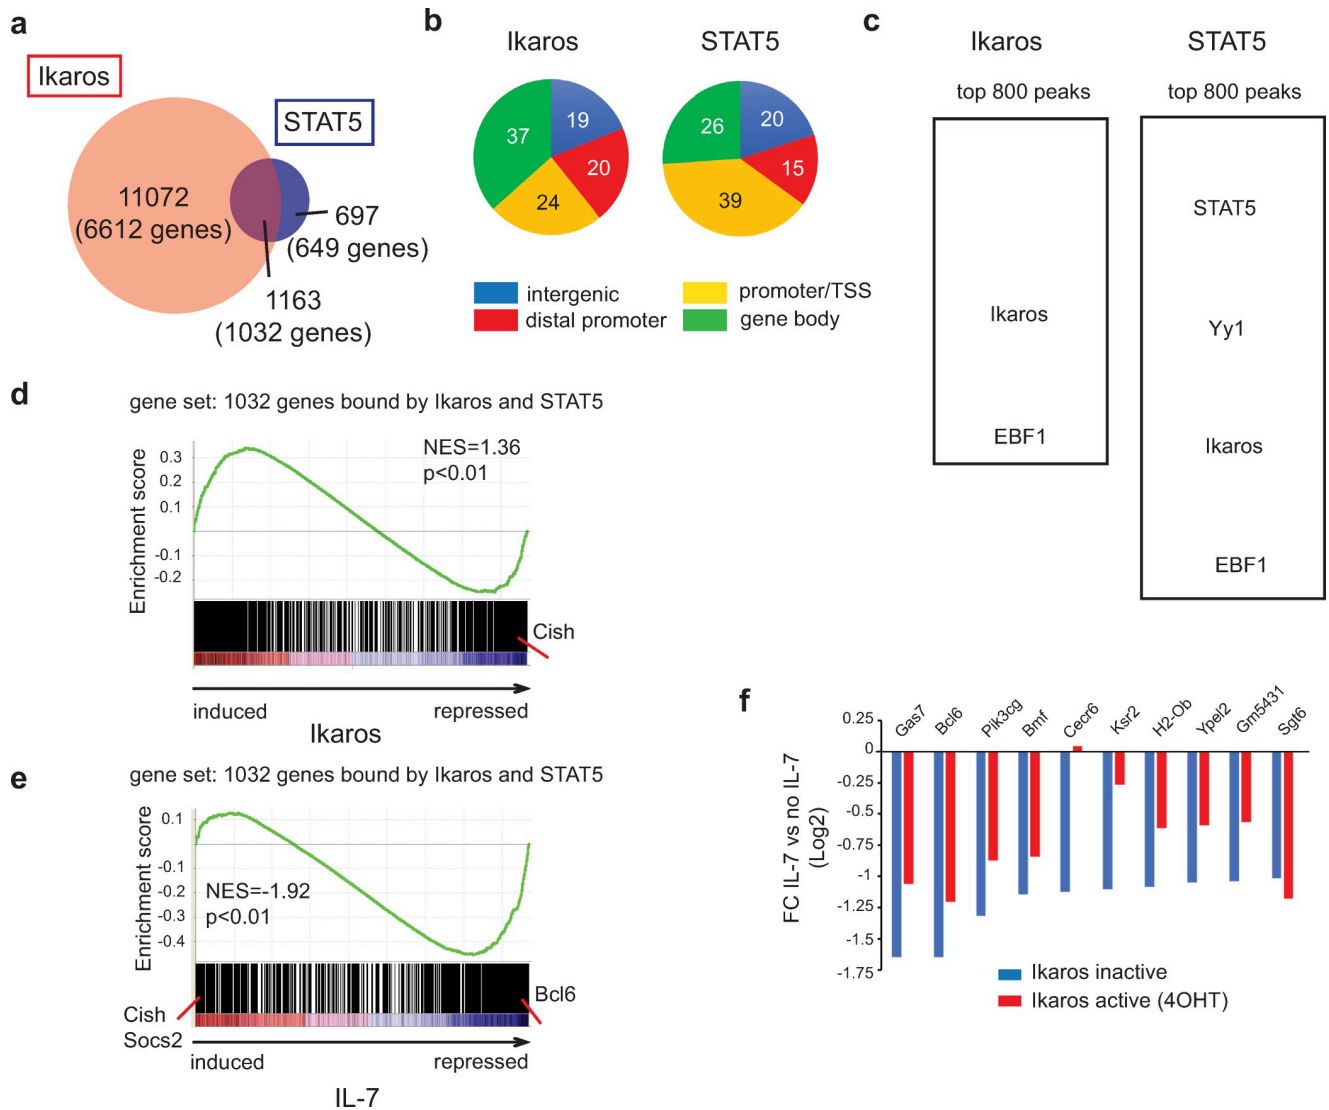 a
Ikaros
STAT5
11072
(6612 genes)
697
(649 genes)
1163
(1032 genes)
b
Ikaros
STAT5
37
19
20
24
26
20
15
39
intergenic
distal promoter
promoter/TSS
gene body
c
Ikaros
STAT5
top 800 peaks
top 800 peaks
Ikaros
EBF1
STAT5
Yy1
Ikaros
EBF1
d
gene set: 1032 genes bound by Ikaros and STAT5
Enrichment score
0.3
0.2
0.1
-0.1
-0.2
NES=1.36
p<0.01
Cish
induced
repressed
Ikaros
e
gene set: 1032 genes bound by Ikaros and STAT5
Enrichment score
0.1
-0.1
-0.2
-0.3
-0.4
NES=-1.92
p<0.01
Cish
Socs2
Bcl6
induced
repressed
IL-7
f
FC IL-7 vs no IL-7
(Log2)
0.25
0
-0.25
-0.5
-0.75
-1
-1.25
-1.5
-1.75
Gas7
Bcl6
Pik3cg
Bmf
Cecr6
Ksr2
H2-Ob
Ypel2
Gm5431
Sgt6
Ikaros inactive
Ikaros active (4OHT)